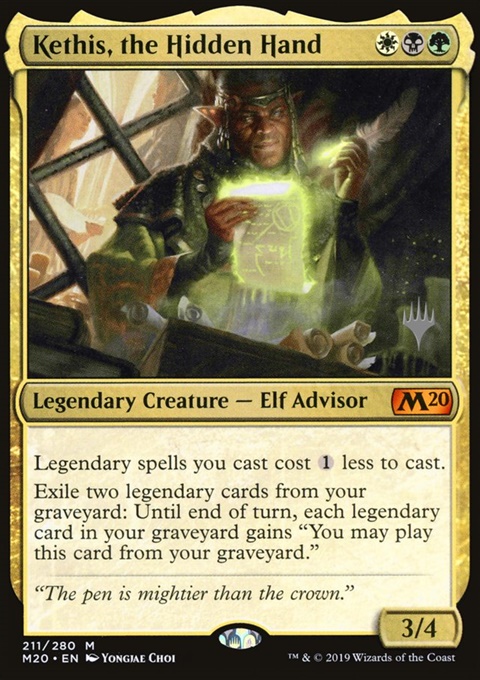 Kethis, the Hidden Hand
Legendary Creature — Elf Advisor
M20
Legendary spells you cast cost 1 less to cast.
Exile two legendary cards from your
graveyard: Until end of turn, each legendary
card in your graveyard gains “You may play
this card from your graveyard.”
“The pen is mightier than the crown.”
3/4
211/280 M
M20 • EN Yongjae Choi
™ & © 2019 Wizards of the Coast